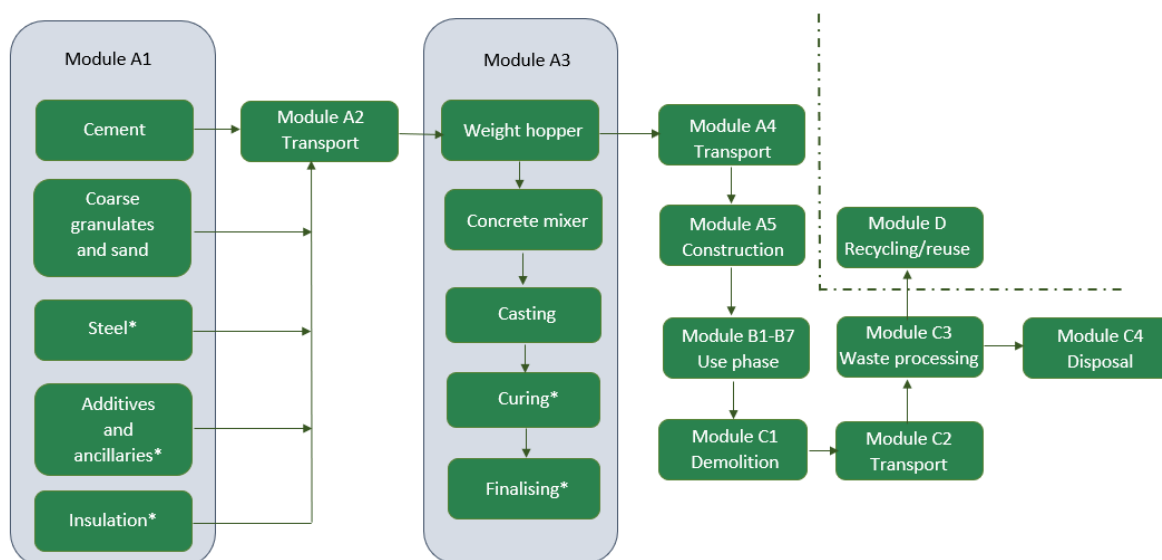 Module A1
Cement
Coarse
granulates
and sand
Steel*
Additives
and
ancillaries*
Insulation*
Module A2
Transport
Module A3
Weight hopper
Concrete mixer
Casting
Curing*
Finalising*
Module A4
Transport
Module A5
Construction
Module B1-B7
Use phase
Module C1
Demolition
Module C2
Transport
Module C3
Waste processing
Module D
Recycling/reuse
Module C4
Disposal